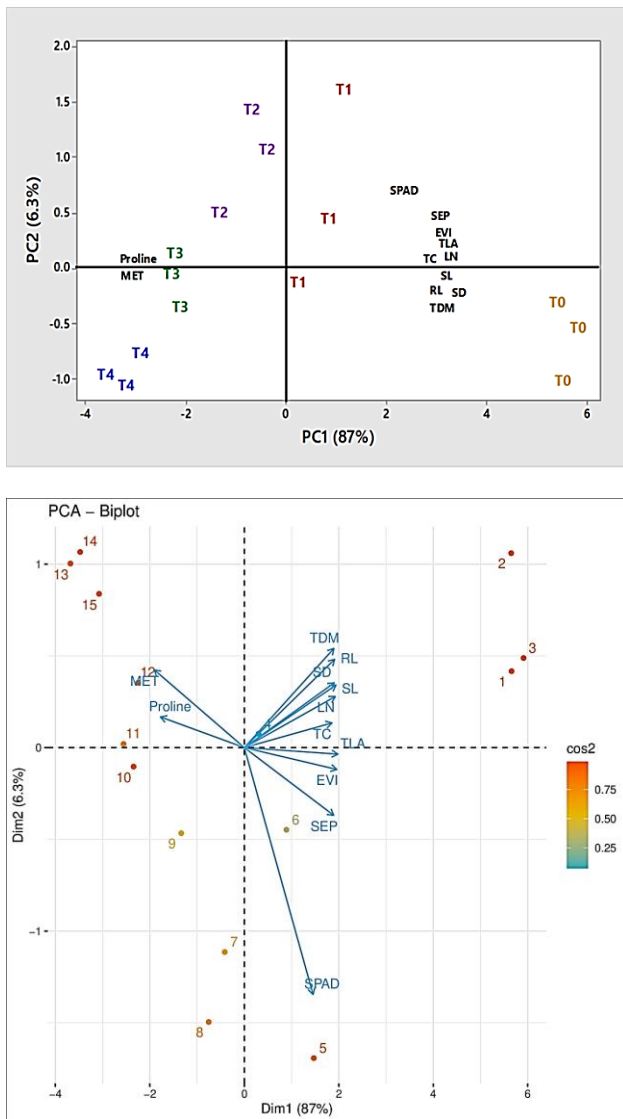 2.0
1.5
1.0
0.5
0.0
-0.5
-1.0
PC2 (6.3%)
T1
T2
T2
SPAD
T2
T1
SEP
EVI
TLA
T3
TC LN
Proline
MET
T3
SL
T1
RL SD
T0
T3
TDM
T0
T4
T4
T4
T0
-4 -2 0 2 4 6
PC1 (87%)
PCA – Biplot
14
13
15
2
3
1
TDM
RL
SD
12
MET
SL
LN
Proline
TC
4
11
TLA
10
EVI
6
SEP
9
7
SPAD
8
5
1
0
−1
Dim2 (6.3%)
−4 −2 0 2 4 6
Dim1 (87%)
cos2
0.75
0.50
0.25